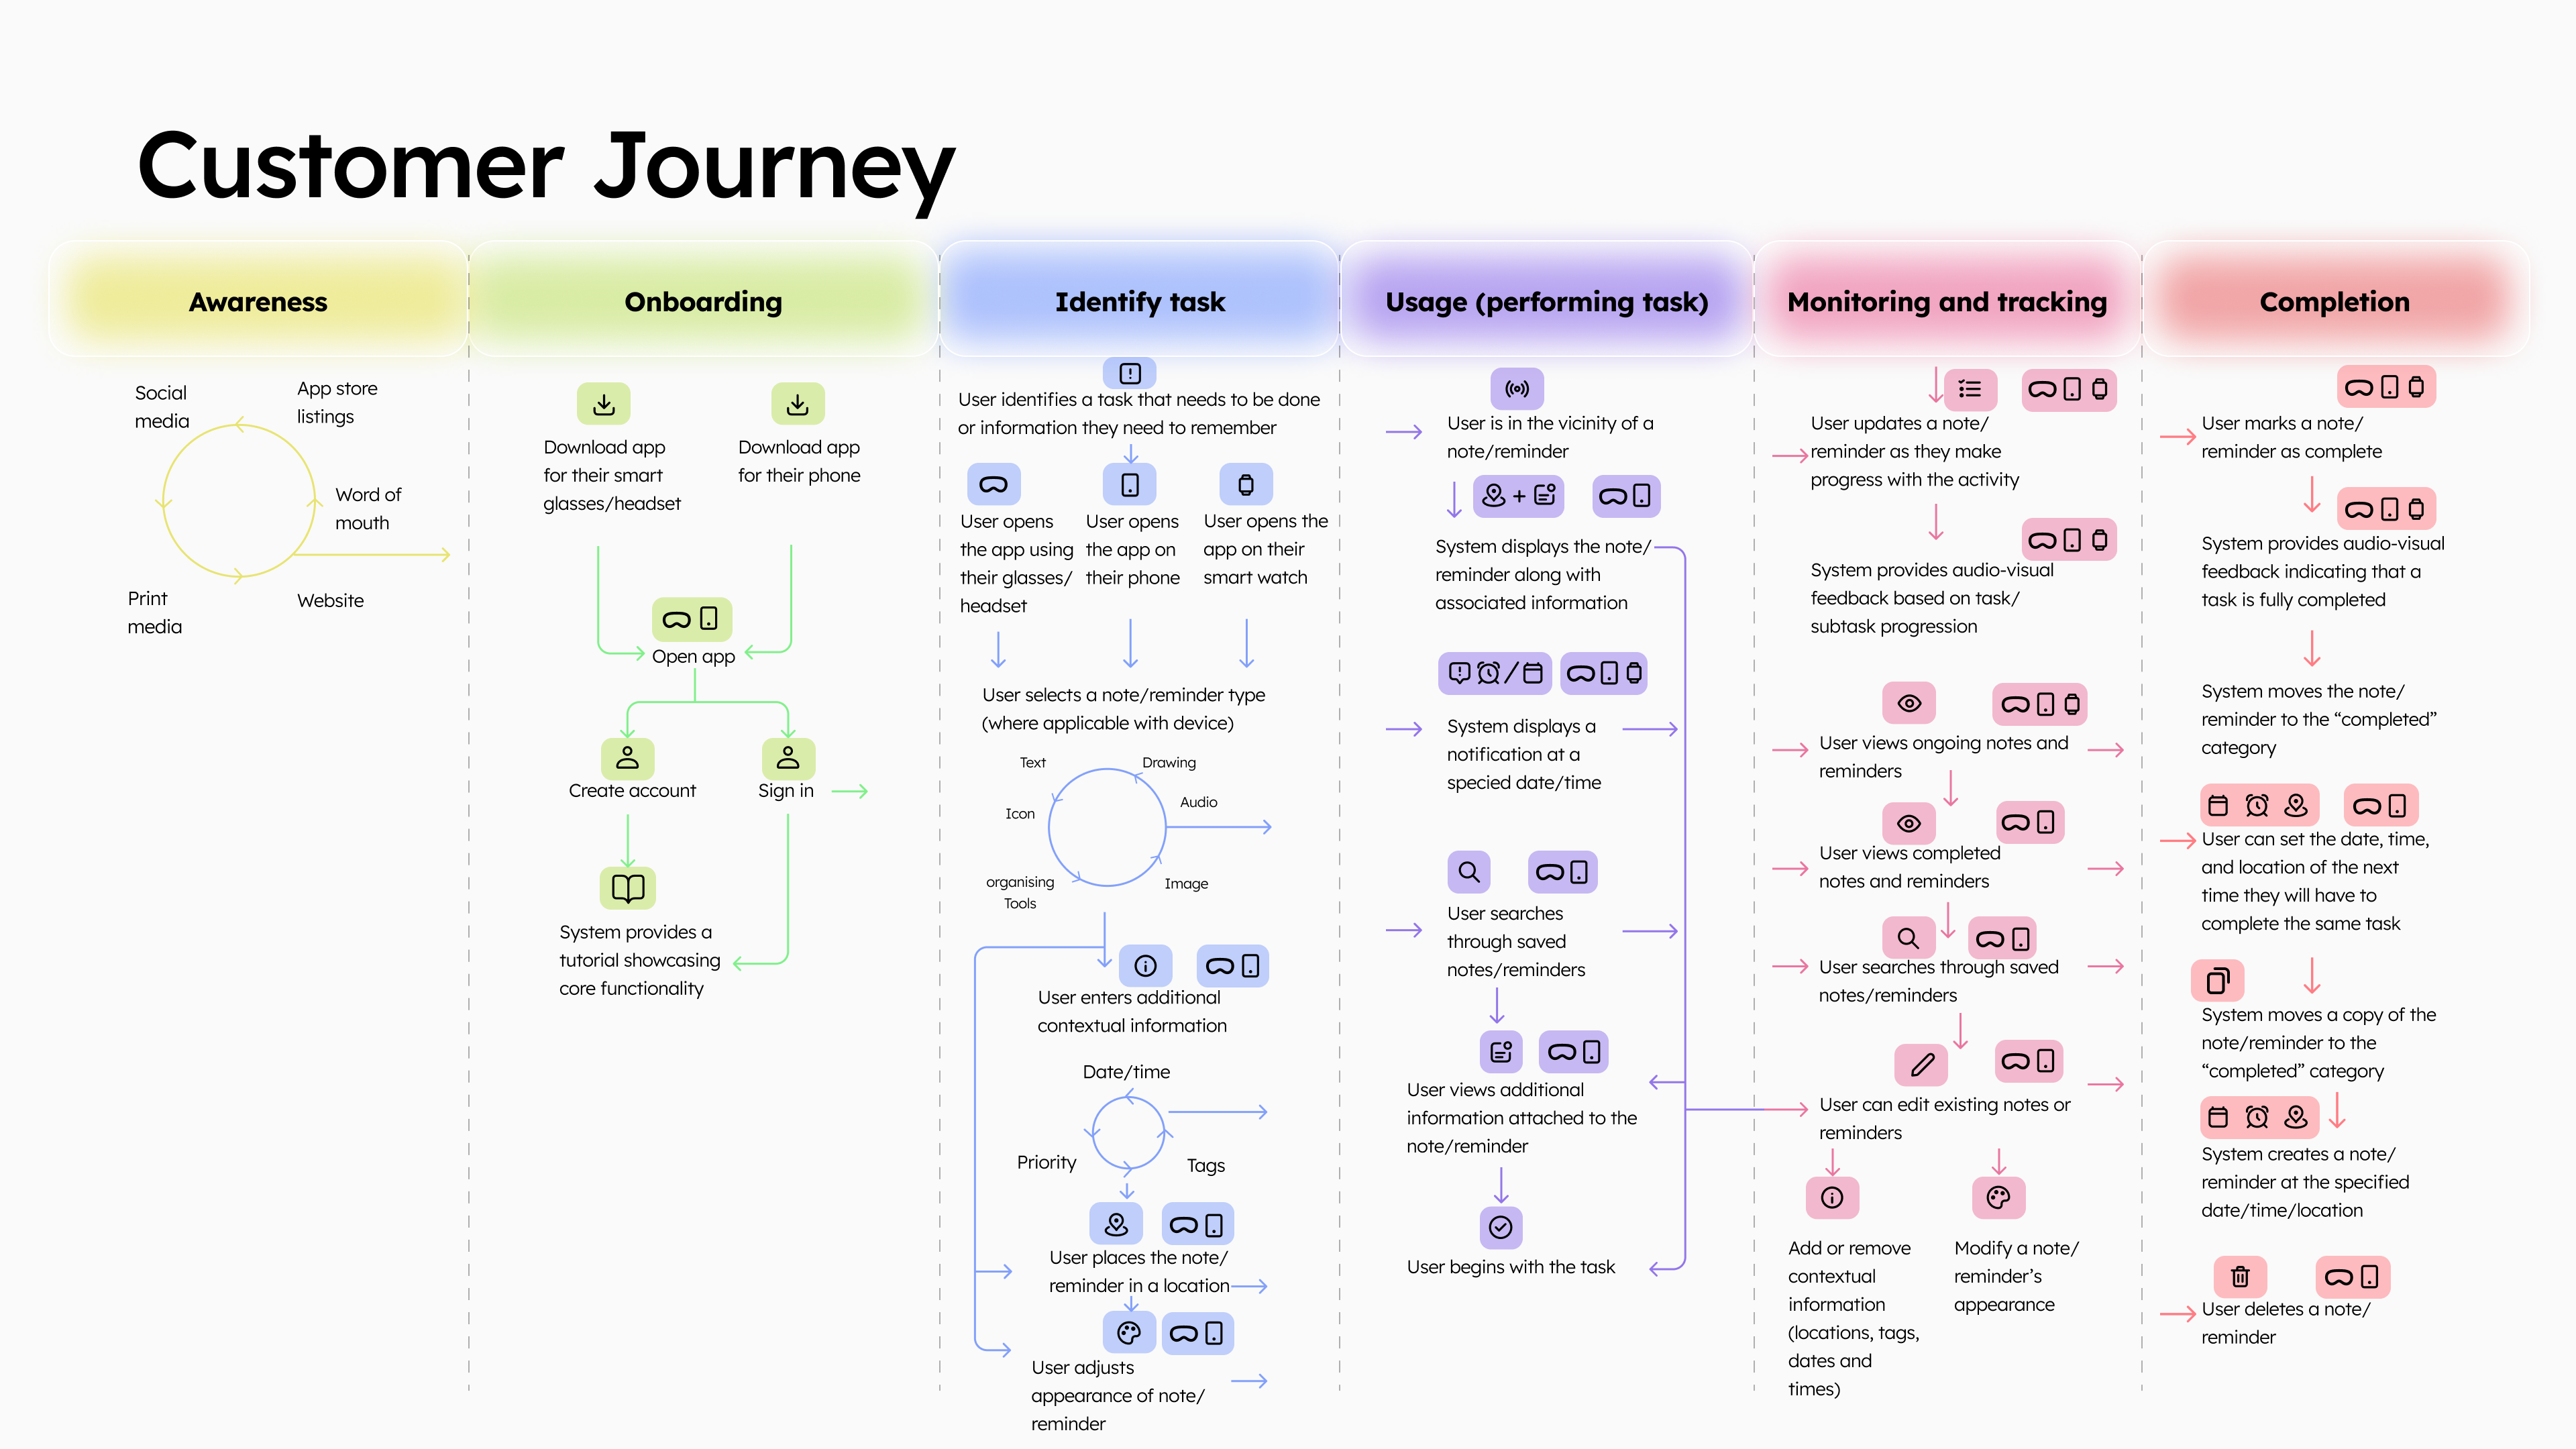 Customer Journey
Awareness
Onboarding
Identify task
Usage (performing task)
Monitoring and tracking
Completion
Social
media
App store
listings
Word of
mouth
Print
media
Website
Download app
for their smart
glasses/headset
Download app
for their phone
Open app
Create account
Sign in
System provides a
tutorial showcasing
core functionality
User identifies a task that needs to be done
or information they need to remember
User opens
the app using
their glasses/
headset
User opens
the app on
their phone
User opens the
app on their
smart watch
User selects a note/reminder type
(where applicable with device)
Text
Drawing
Icon
Audio
organising
Tools
Image
User enters additional
contextual information
Date/time
Priority
Tags
User places the note/
reminder in a location
User adjusts
appearance of note/
reminder
User is in the vicinity of a
note/reminder
System displays the note/
reminder along with
associated information
System displays a
notification at a
specied date/time
User searches
through saved
notes/reminders
User views additional
information attached to the
note/reminder
User begins with the task
User updates a note/
reminder as they make
progress with the activity
System provides audio-visual
feedback based on task/
subtask progression
User views ongoing notes and
reminders
User views completed
notes and reminders
User searches through saved
notes/reminders
User can edit existing notes or
reminders
Add or remove
contextual
information
(locations, tags,
dates and
times)
Modify a note/
reminder’s
appearance
User marks a note/
reminder as complete
System provides audio-visual
feedback indicating that a
task is fully completed
System moves the note/
reminder to the “completed”
category
User can set the date, time,
and location of the next
time they will have to
complete the same task
System moves a copy of the
note/reminder to the
“completed” category
System creates a note/
reminder at the specified
date/time/location
User deletes a note/
reminder